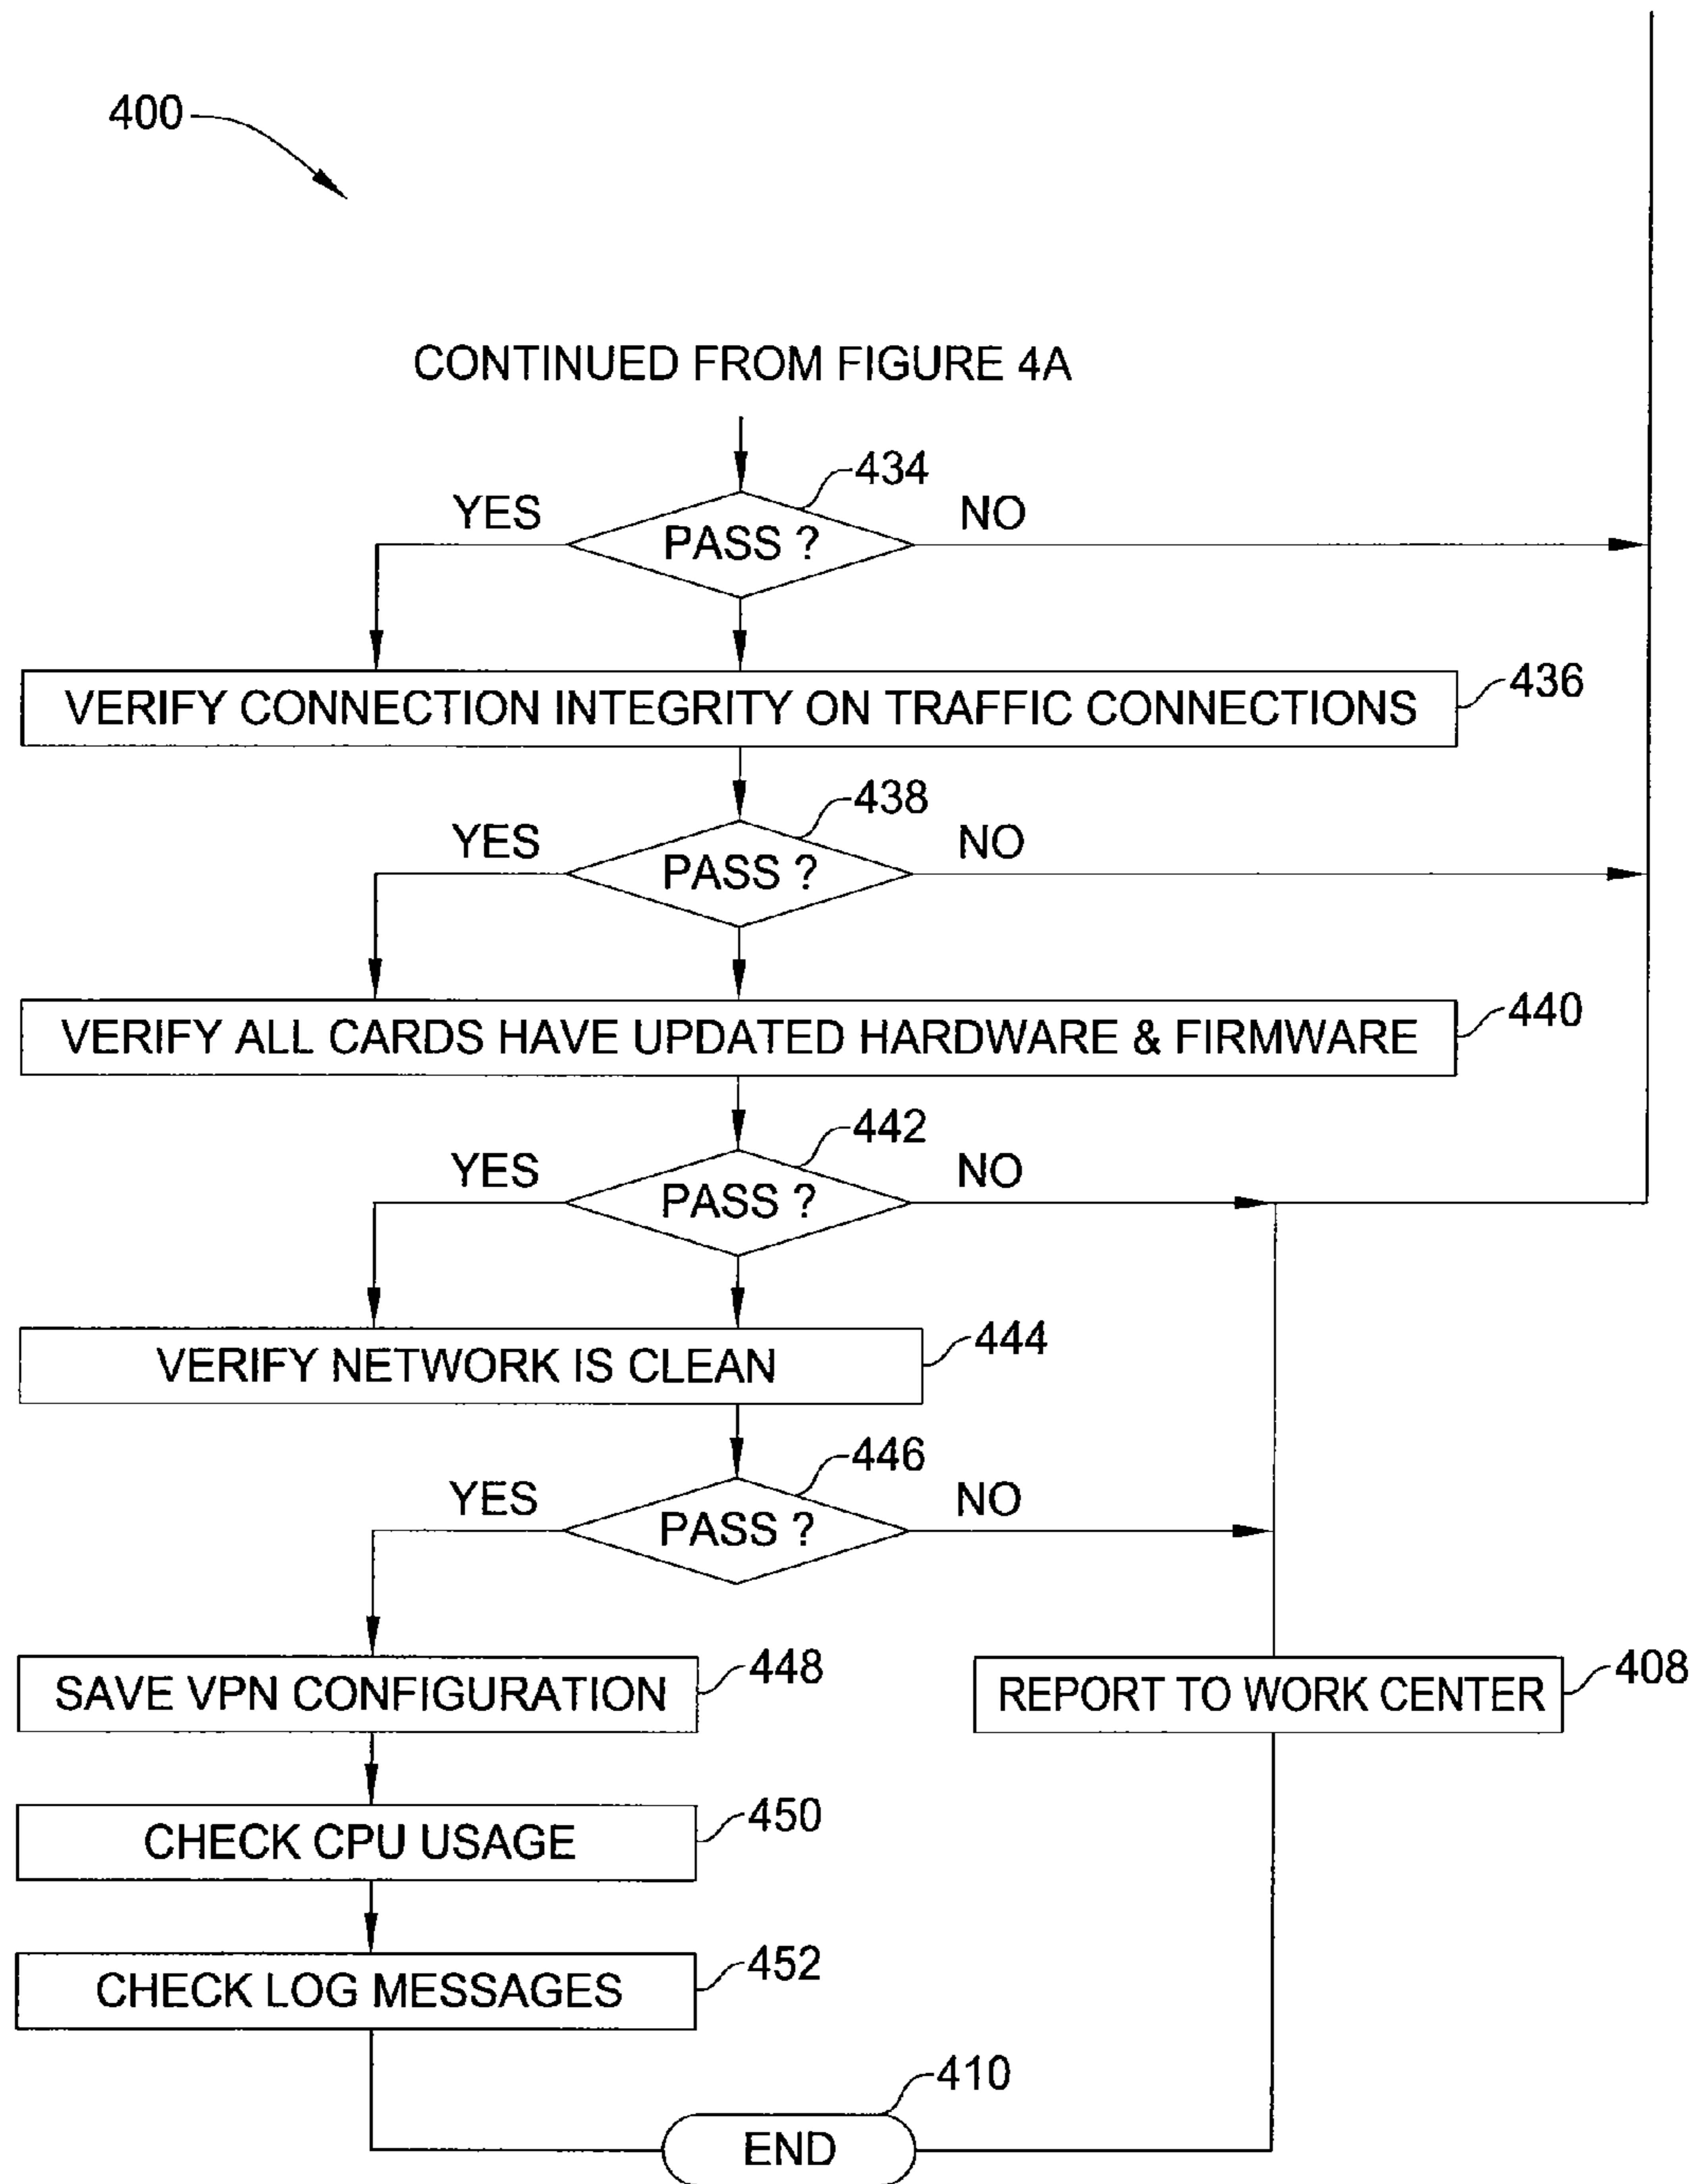 400
CONTINUED FROM FIGURE 4A
434
YES
NO
PASS ?
VERIFY CONNECTION INTEGRITY ON TRAFFIC CONNECTIONS
436
438
YES
NO
PASS ?
VERIFY ALL CARDS HAVE UPDATED HARDWARE & FIRMWARE
440
442
YES
NO
PASS ?
VERIFY NETWORK IS CLEAN
444
446
YES
NO
PASS ?
SAVE VPN CONFIGURATION
448
REPORT TO WORK CENTER
408
CHECK CPU USAGE
450
CHECK LOG MESSAGES
452
410
END